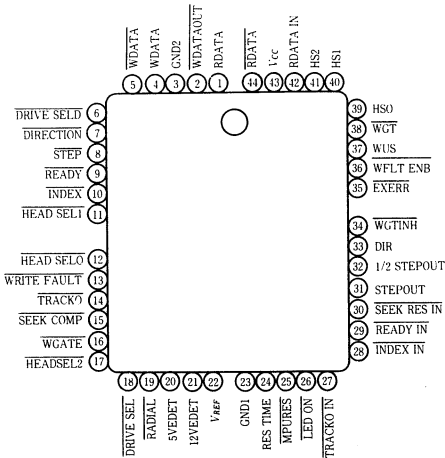 WDATA
WDATA
GND2
WDATAOUT
RDATA
RDATA
Vcc
RDATA IN
HS2
HS1
5
4
3
2
1
44
43
42
41
40
DRIVE SELD 6
DIRECTION 7
STEP 8
READY 9
INDEX 10
HEAD SEL1 11
HEAD SELO 12
WRITE FAULT 13
TRACKO 14
SEEK COMP 15
WGATE 16
HEADSEL2 17
39 HSO
38 WGT
37 WUS
36 WFLT ENB
35 EXERR
34 WGTINH
33 DIR
32 1/2 STEPOUT
31 STEPOUT
30 SEEK RES IN
29 READY IN
28 INDEX IN
18
19
20
21
22
23
24
25
26
27
DRIVE SEL
RADIAL
5VEDET
12VEDET
VREF
GND1
RES TIME
MPURES
LED ON
TRACKO IN